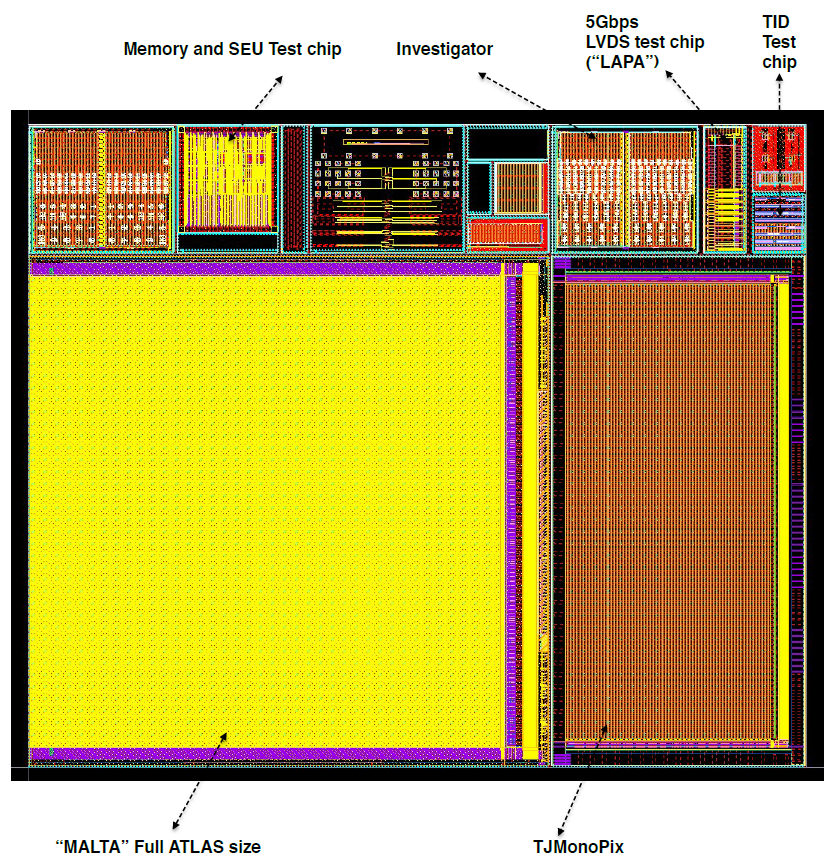 Memory and SEU Test chip
Investigator
5Gbps
LVDS test chip
(“LAPA”)
TID
Test
chip
“MALTA” Full ATLAS size
TJMonoPix